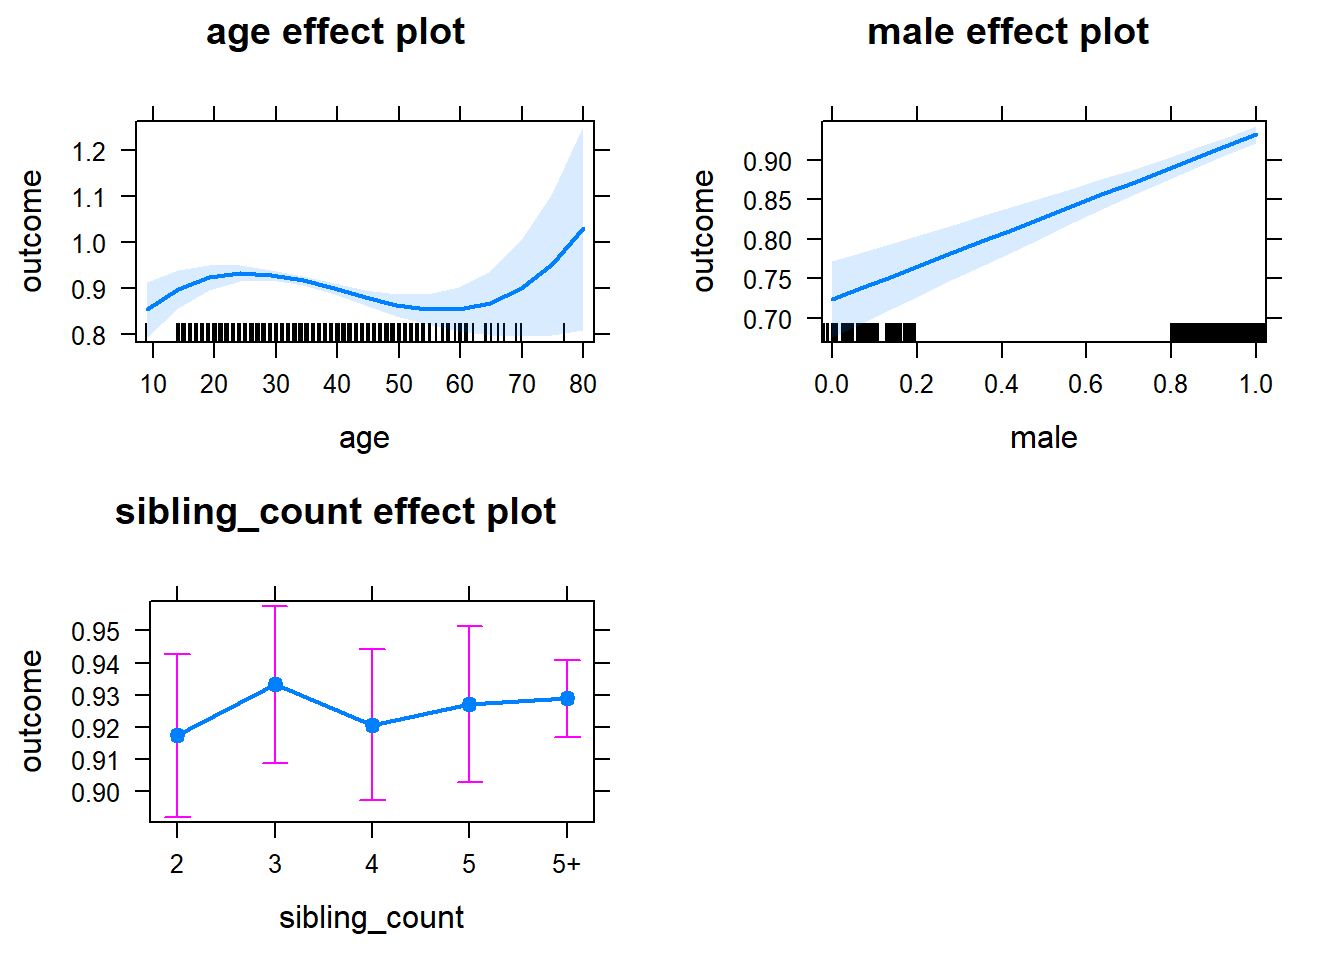 age effect plot
outcome
1.2
1.1
1.0
0.9
0.8
10 20 30 40 50 60 70 80
age
male effect plot
outcome
0.90
0.85
0.80
0.75
0.70
0.0 0.2 0.4 0.6 0.8 1.0
male
sibling_count effect plot
outcome
0.95
0.94
0.93
0.92
0.91
0.90
2 3 4 5 5+
sibling_count